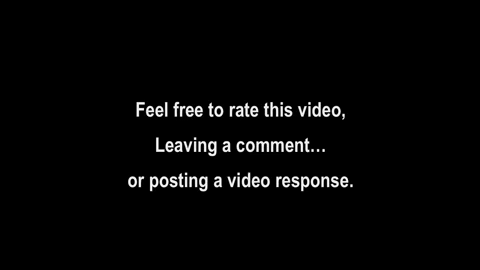 Feel free to rate this video,
Leaving a comment…
or posting a video response.